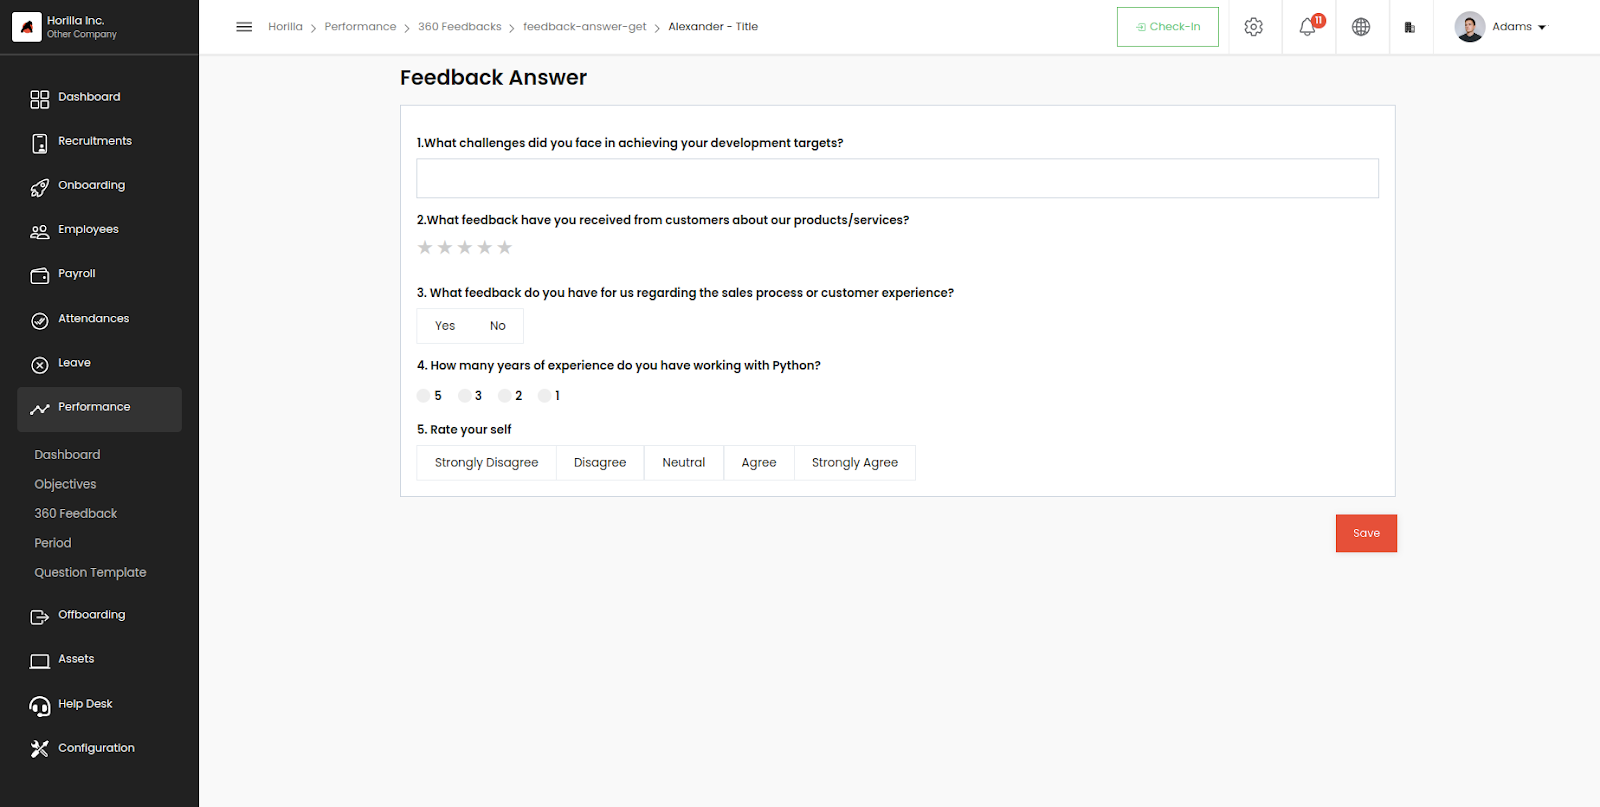 Horilla Inc.
Other Company
Horilla > Performance > 360 Feedbacks > feedback-answer-get > Alexander - Title
Check-In
11
Adams
Dashboard
Recruitments
Onboarding
Employees
Payroll
Attendances
Leave
Performance
Dashboard
Objectives
360 Feedback
Period
Question Template
Offboarding
Assets
Help Desk
Configuration
Feedback Answer
1.What challenges did you face in achieving your development targets?
2.What feedback have you received from customers about our products/services?
3. What feedback do you have for us regarding the sales process or customer experience?
Yes No
4. How many years of experience do you have working with Python?
5 3 2 1
5. Rate your self
Strongly Disagree Disagree Neutral Agree Strongly Agree
Save